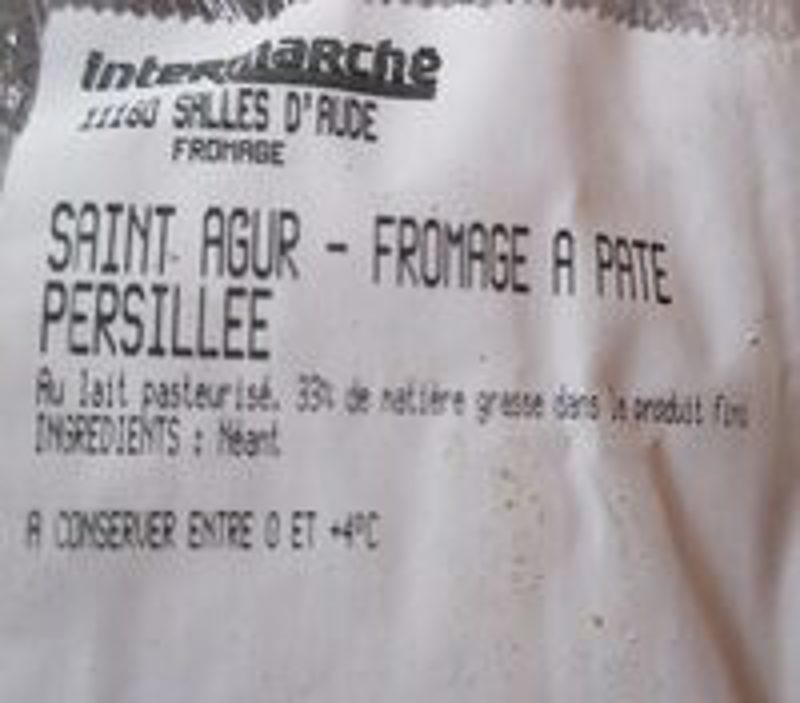 intermarchē
11160 SALLES D'AUDE
FROMAGE
SAINT AGUR - FROMAGE A PATE
PERSILLEE
Au lait pasteurisé. 33% de matière grasse dans le produit fini
INGREDIENTS : Néant
A CONSERVER ENTRE 0 ET +4°C